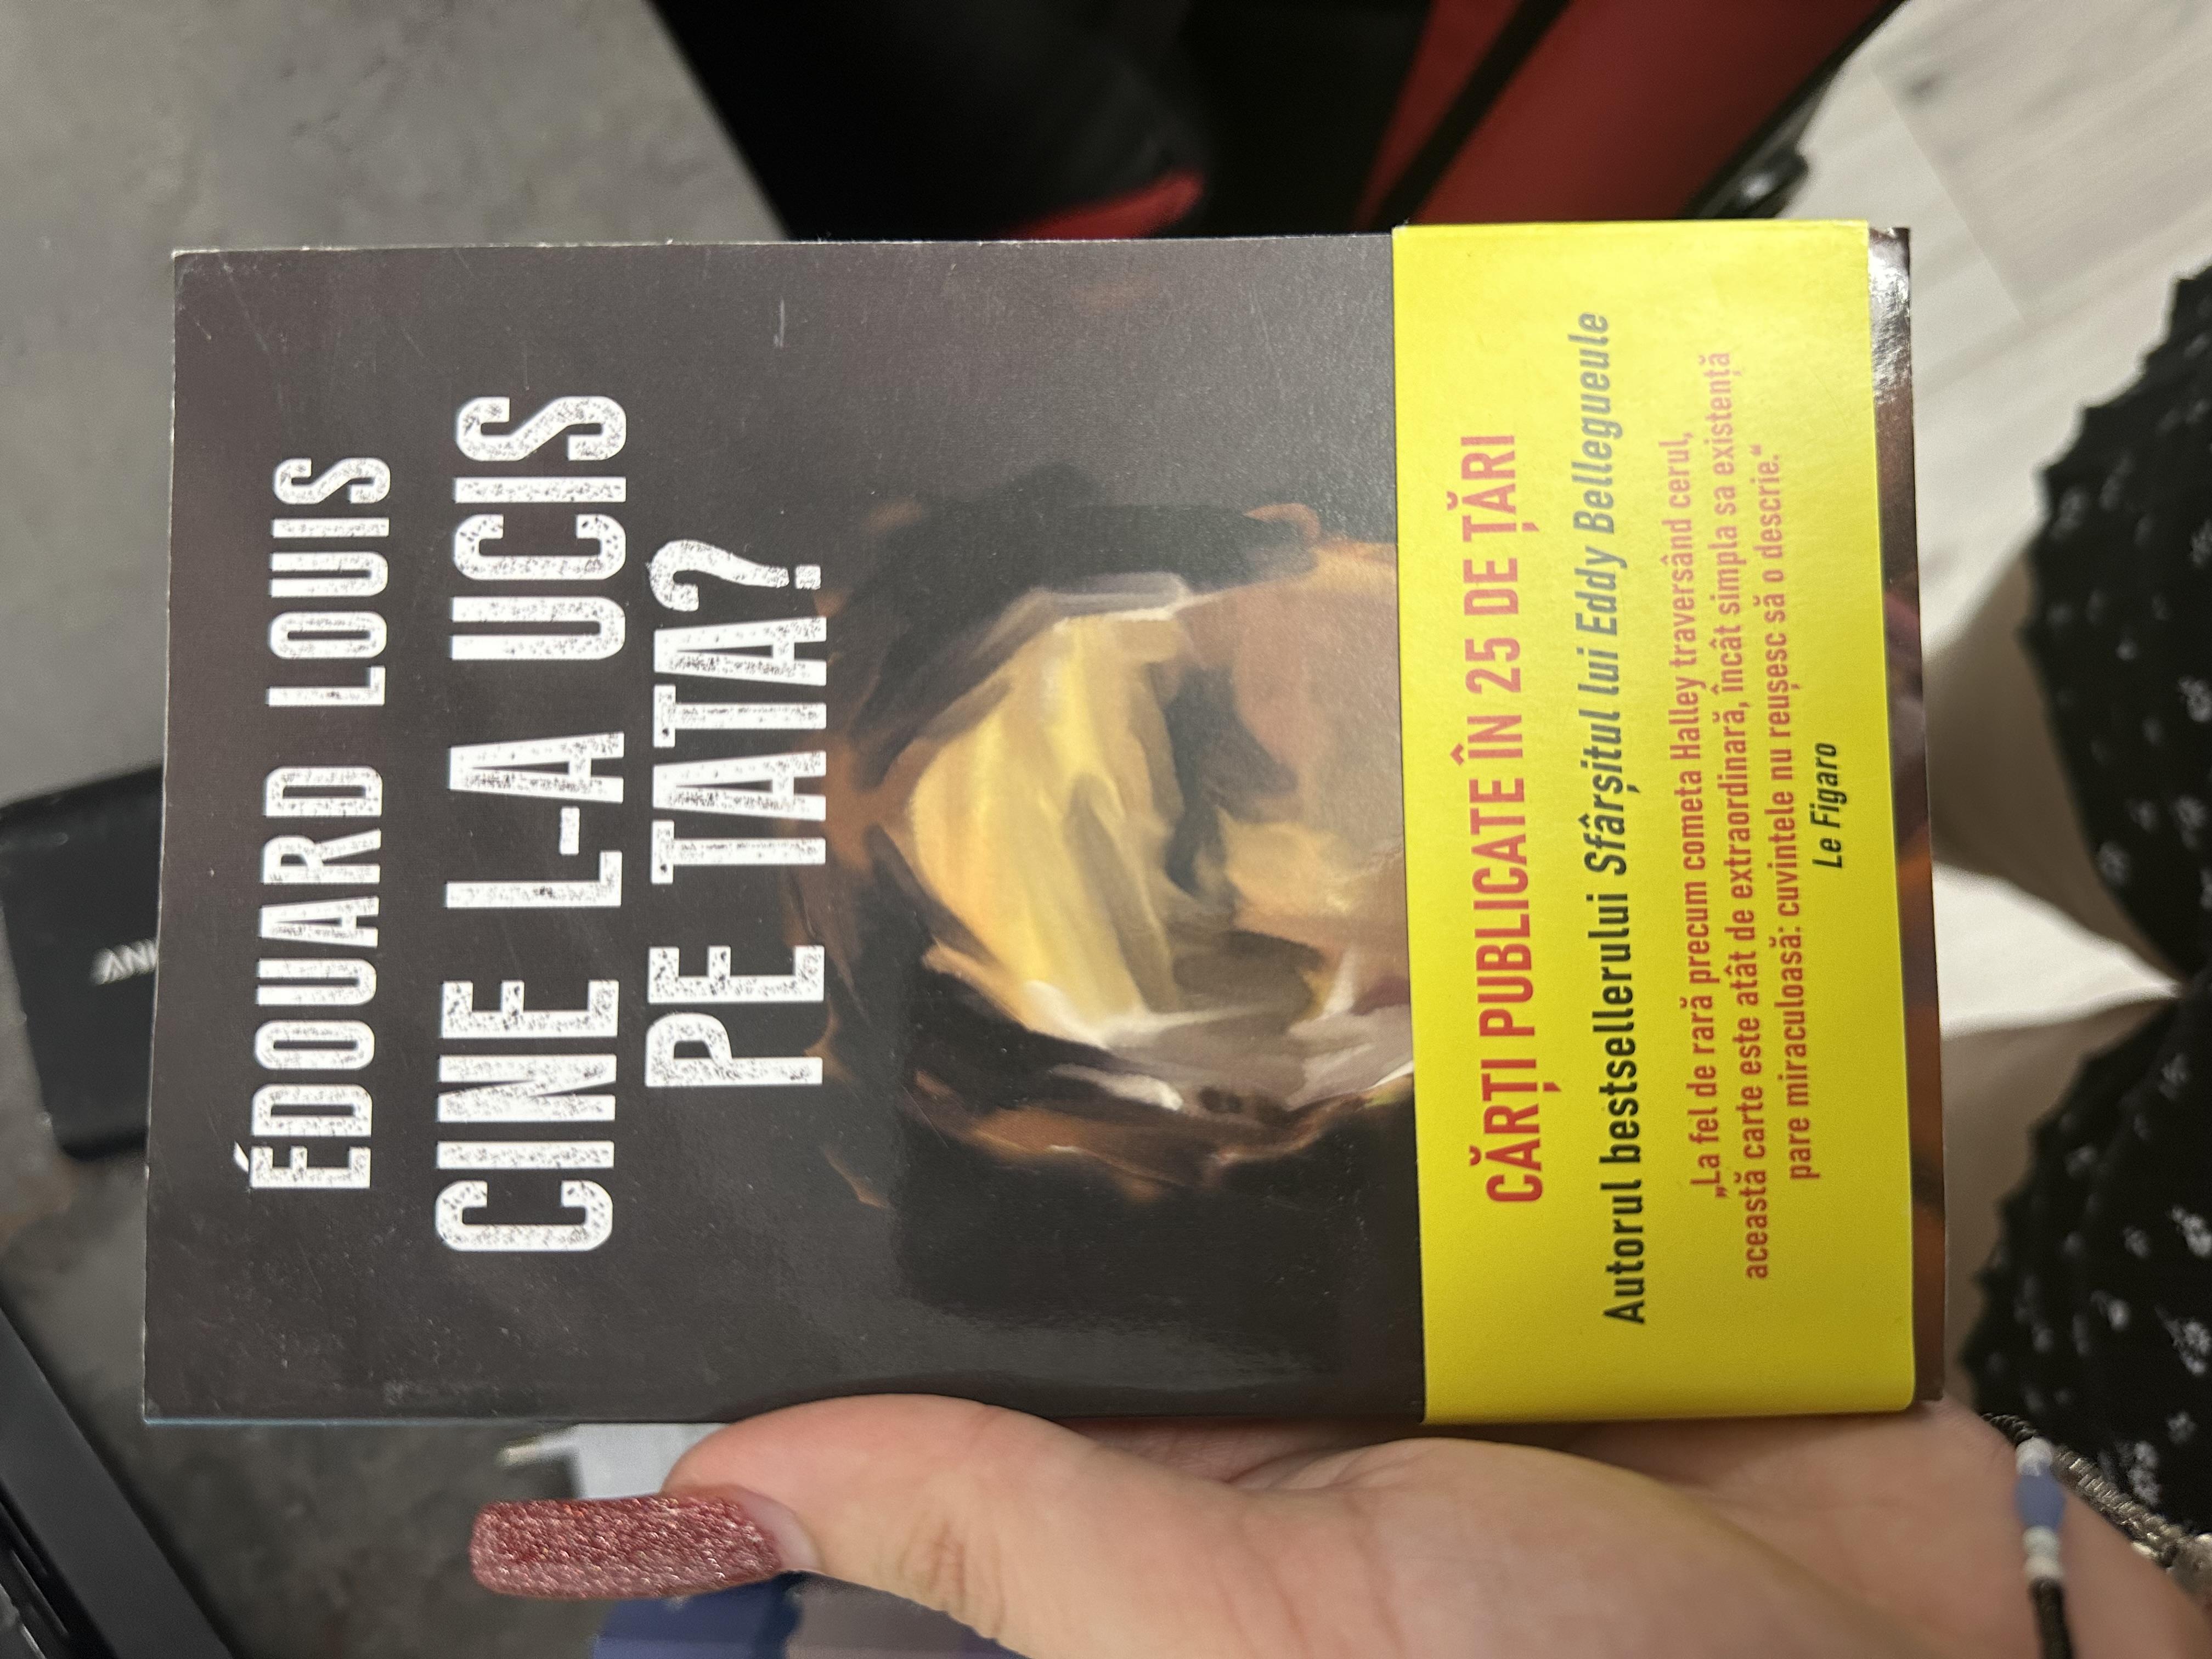 ÉDOUARD LOUIS
CINE L-A UCIS
PE TATA?
CĂRȚI PUBLICATE ÎN 25 DE ȚĂRI
Autorul bestsellerului Sfârșitul lui Eddy Bellegueule
„La fel de rară precum cometa Halley traversând cerul,
această carte este atât de extraordinară, încât simpla sa existență
pare miraculoasă: cuvintele nu reușesc să o descrie.“
Le Figaro